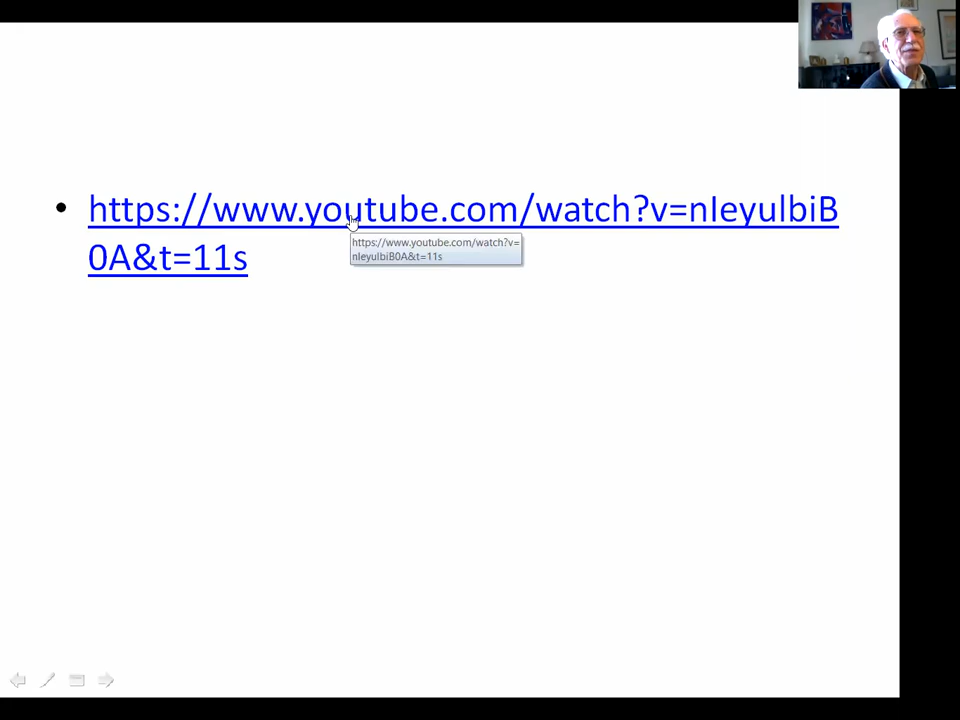 • https://www.youtube.com/watch?v=nIeyulbiB
0A&t=11s
https://www.youtube.com/watch?v=
nIeyulbiB0A&t=11s